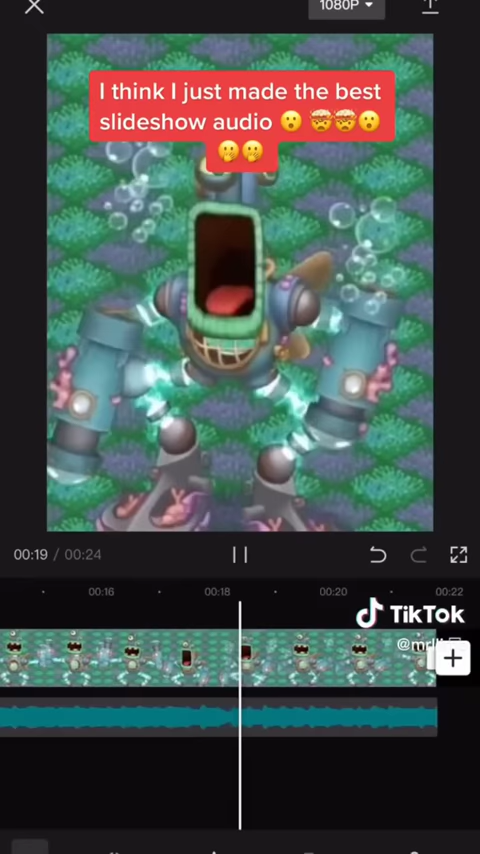 1080P
I think I just made the best
slideshow audio 😮 🤯🤯😮
🫢🫢
00:19 / 00:24
00:16
00:18
00:20
00:22
TikTok